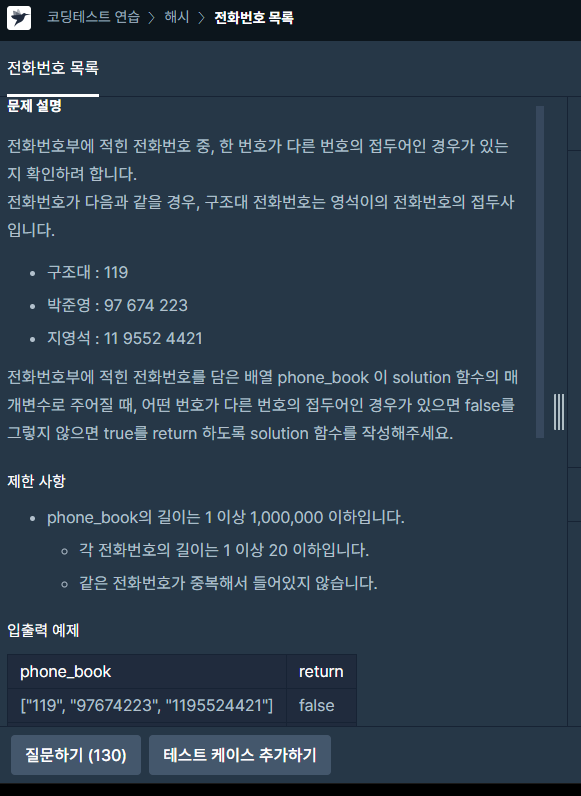 코딩테스트 연습 > 해시 > 전화번호 목록
전화번호 목록
문제 설명
전화번호부에 적힌 전화번호 중, 한 번호가 다른 번호의 접두어인 경우가 있는
지 확인하려 합니다.
전화번호가 다음과 같을 경우, 구조대 전화번호는 영석이의 전화번호의 접두사
입니다.
• 구조대 : 119
• 박준영 : 97 674 223
• 지영석 : 11 9552 4421
전화번호부에 적힌 전화번호를 담은 배열 phone_book 이 solution 함수의 매
개변수로 주어질 때, 어떤 번호가 다른 번호의 접두어인 경우가 있으면 false를
그렇지 않으면 true를 return 하도록 solution 함수를 작성해주세요.
제한 사항
• phone_book의 길이는 1 이상 1,000,000 이하입니다.
◦ 각 전화번호의 길이는 1 이상 20 이하입니다.
◦ 같은 전화번호가 중복해서 들어있지 않습니다.
입출력 예제
phone_book return
["119", "97674223", "1195524421"] false
질문하기 (130) 테스트 케이스 추가하기